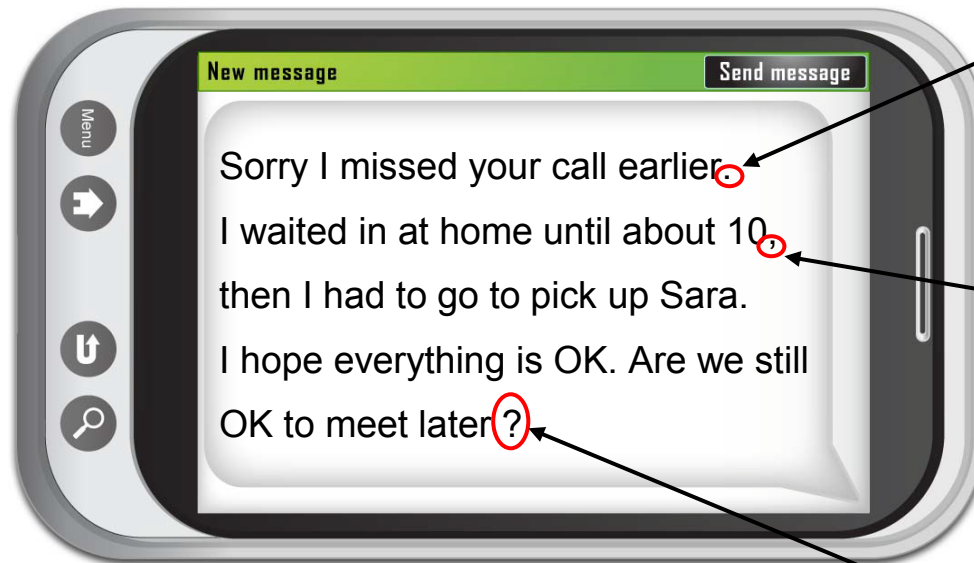 Menu
New message
Send message
Sorry I missed your call earlier.
I waited in at home until about 10,
then I had to go to pick up Sara.
I hope everything is OK. Are we still
OK to meet later ?